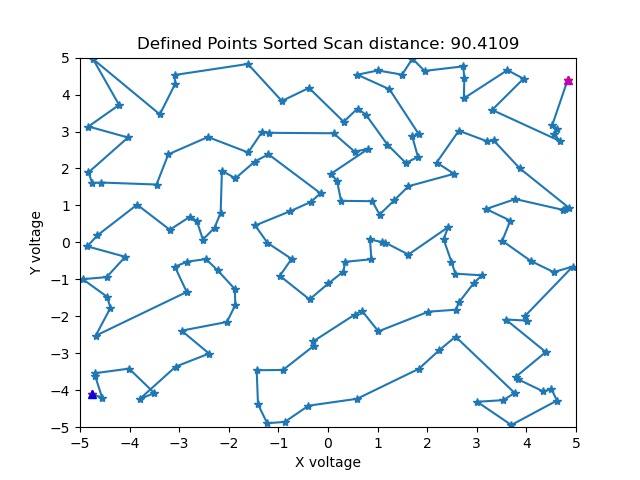 Defined Points Sorted Scan distance: 90.4109
5
4
3
2
1
0
−1
−2
−3
−4
−5
Y voltage
−5 −4 −3 −2 −1 0 1 2 3 4 5
X voltage